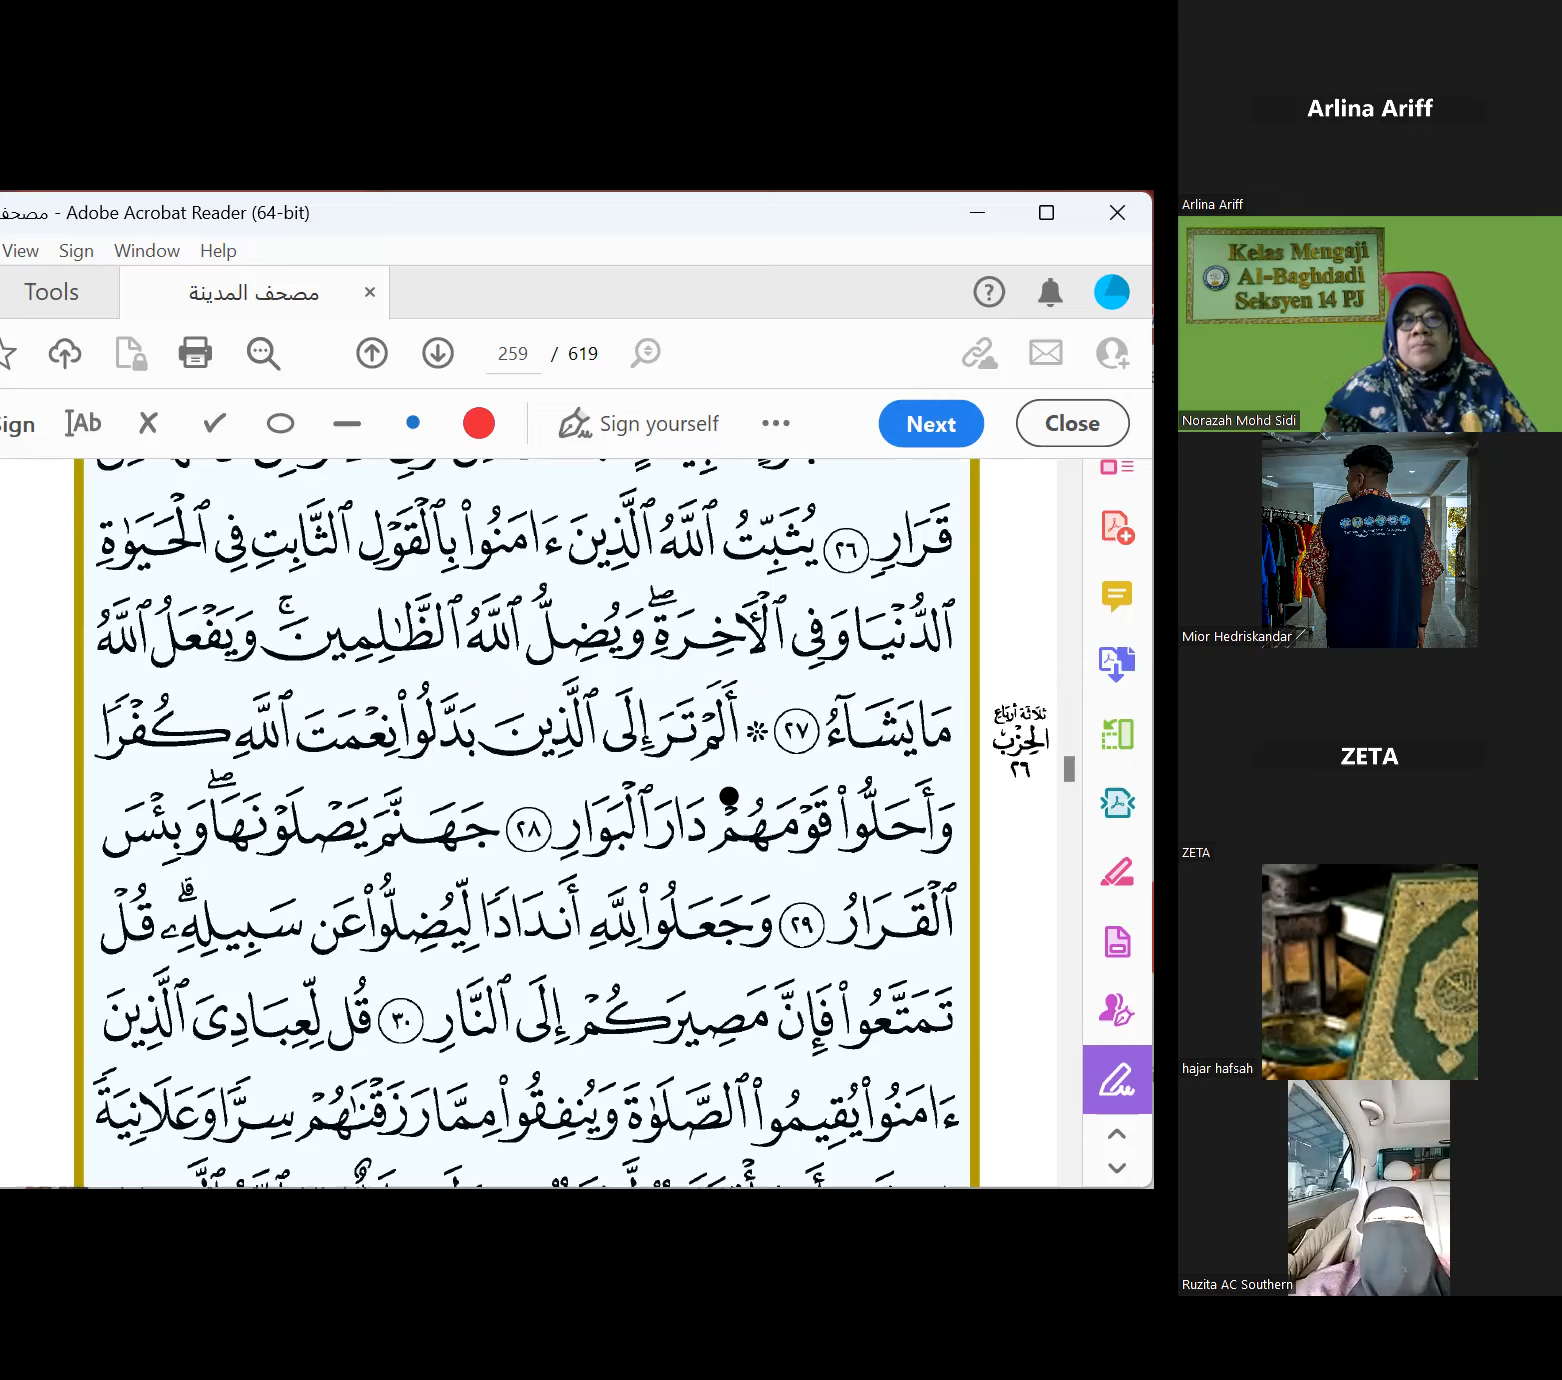 مصحف - Adobe Acrobat Reader (64-bit)
View Sign Window Help
Tools مصحف المدينة ×
259 / 619
ign Ab Sign yourself ••• Next Close
قَرَارٖ ٢٦ يُثَبِّتُ ٱللَّهُ ٱلَّذِينَ ءَامَنُواْ بِٱلۡقَوۡلِ ٱلثَّابِتِ فِي ٱلۡحَيَوٰةِ
ٱلدُّنۡيَا وَفِي ٱلۡأٓخِرَةِۖ وَيُضِلُّ ٱللَّهُ ٱلظَّٰلِمِينَۚ وَيَفۡعَلُ ٱللَّهُ
مَا يَشَآءُ ٢٧ ۞ أَلَمۡ تَرَ إِلَى ٱلَّذِينَ بَدَّلُواْ نِعۡمَتَ ٱللَّهِ كُفۡرٗا
وَأَحَلُّواْ قَوۡمَهُمۡ دَارَ ٱلۡبَوَارِ ٢٨ جَهَنَّمَ يَصۡلَوۡنَهَاۖ وَبِئۡسَ
ٱلۡقَرَارُ ٢٩ وَجَعَلُواْ لِلَّهِ أَندَادٗا لِّيُضِلُّواْ عَن سَبِيلِهِۦۗ قُلۡ
تَمَتَّعُواْ فَإِنَّ مَصِيرَكُمۡ إِلَى ٱلنَّارِ ٣٠ قُل لِّعِبَادِيَ ٱلَّذِينَ
ءَامَنُواْ يُقِيمُواْ ٱلصَّلَوٰةَ وَيُنفِقُواْ مِمَّا رَزَقۡنَٰهُمۡ سِرّٗا وَعَلَانِيَةٗ
ثلاثة أرباع
الحزب
٢٦
Arlina Ariff
Arlina Ariff
Kelas Mengaji
Al-Baghdadi
Seksyen 14 PJ
Norazah Mohd Sidi
Mior Hedriskandar
ZETA
ZETA
hajar hafsah
Ruzita AC Southern